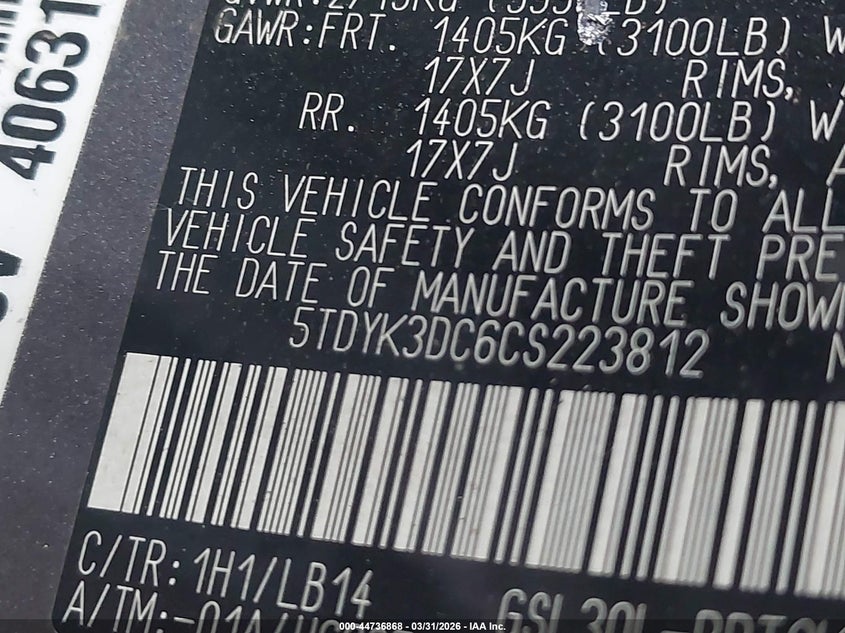 GAWR:FRT. 1405KG (3100LB) W
17X7J RIMS,
RR. 1405KG (3100LB) W
17X7J RIMS, A
THIS VEHICLE CONFORMS TO ALL
VEHICLE SAFETY AND THEFT PRE
THE DATE OF MANUFACTURE SHOW
5TDYK3DC6CS223812
C/TR: 1H1/LB14
A/TM:-01A/
40631
000-44736868 - 03/31/2026 - IAA Inc.